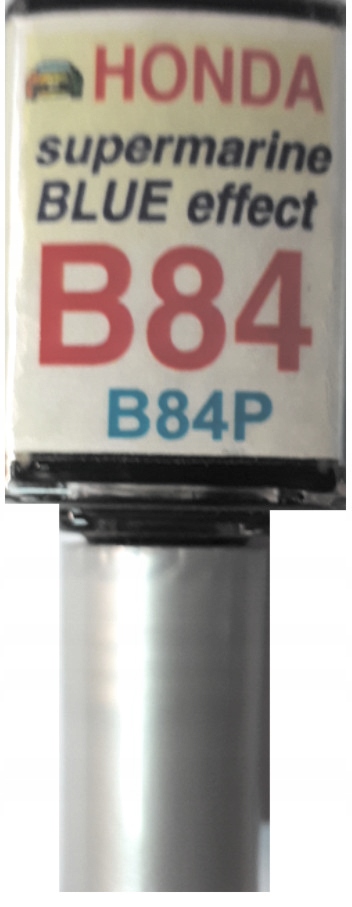 HONDA
supermarine
BLUE effect
B84
B84P